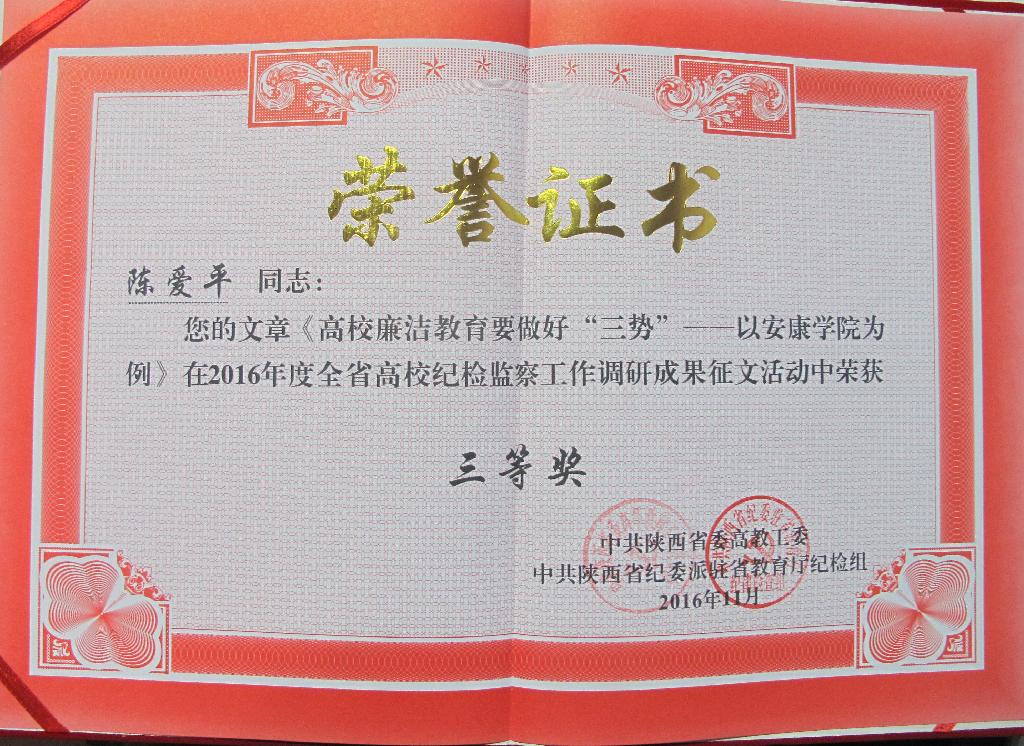 荣誉证书
陈爱平 同志：
您的文章《高校廉洁教育要做好“三势”——以安康学院为
例》在2016年度全省高校纪检监察工作调研成果征文活动中荣获
三等奖
中共陕西省委高教工委
中共陕西省纪委派驻省教育厅纪检组
2016年11月